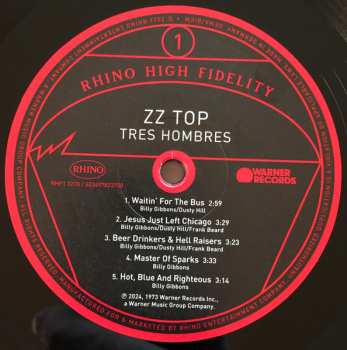 1
RHINO HIGH FIDELITY
ZZ TOP
TRES HOMBRES
RHINO
WARNER
RECORDS
1. Waitin' For The Bus 2:59
Billy Gibbons/Dusty Hill
2. Jesus Just Left Chicago 3:29
Billy Gibbons/Dusty Hill/Frank Beard
3. Beer Drinkers & Hell Raisers 3:23
Billy Gibbons/Dusty Hill/Frank Beard
4. Master Of Sparks 3:33
Billy Gibbons
5. Hot, Blue And Righteous 3:14
Billy Gibbons
℗ 2024, 1973 Warner Records Inc.,
a Warner Music Group Company.
MANUFACTURED FOR & MARKETED BY RHINO ENTERTAINMENT COMPANY,